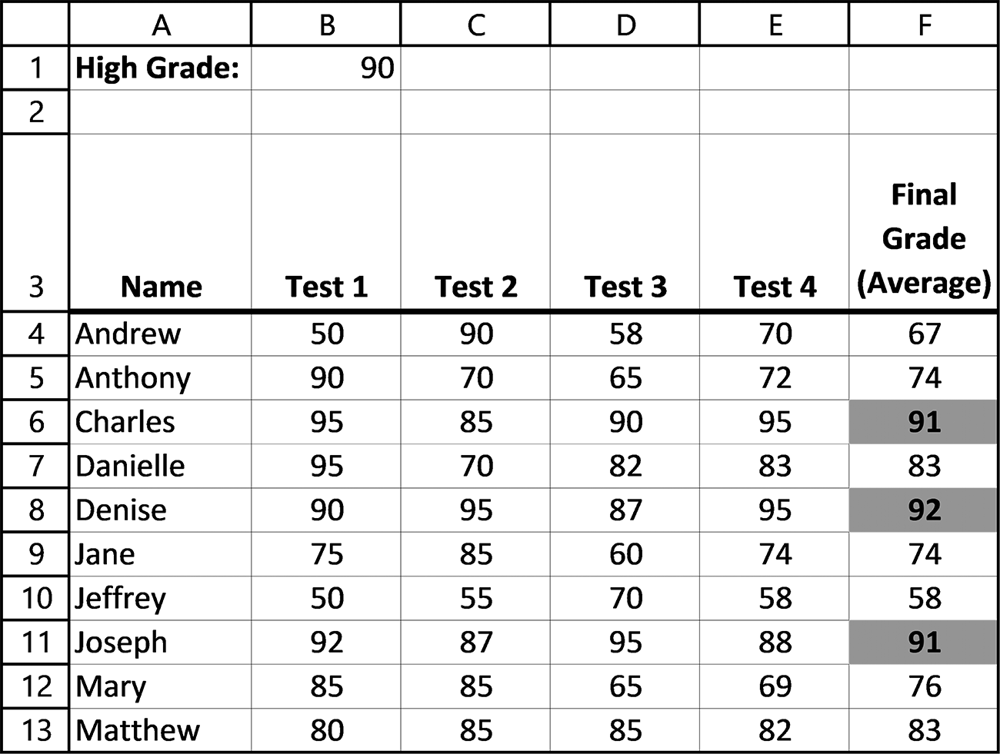 A B C D E F
1 High Grade: 90
2
3 Name Test 1 Test 2 Test 3 Test 4 Final Grade (Average)
4 Andrew 50 90 58 70 67
5 Anthony 90 70 65 72 74
6 Charles 95 85 90 95 91
7 Danielle 95 70 82 83 83
8 Denise 90 95 87 95 92
9 Jane 75 85 60 74 74
10 Jeffrey 50 55 70 58 58
11 Joseph 92 87 95 88 91
12 Mary 85 85 65 69 76
13 Matthew 80 85 85 82 83